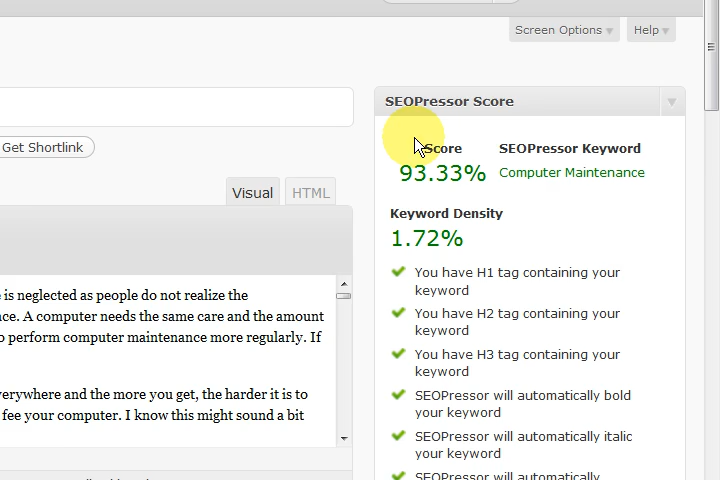 Screen Options
Help
Get Shortlink
Visual
HTML
is neglected as people do not realize the
nce. A computer needs the same care and the amount
o perform computer maintenance more regularly. If
verywhere and the more you get, the harder it is to
fee your computer. I know this might sound a bit
SEOPressor Score
Score
SEOPressor Keyword
93.33%
Computer Maintenance
Keyword Density
1.72%
You have H1 tag containing your
keyword
You have H2 tag containing your
keyword
You have H3 tag containing your
keyword
SEOPressor will automatically bold
your keyword
SEOPressor will automatically italic
your keyword
SEOPressor will automatically